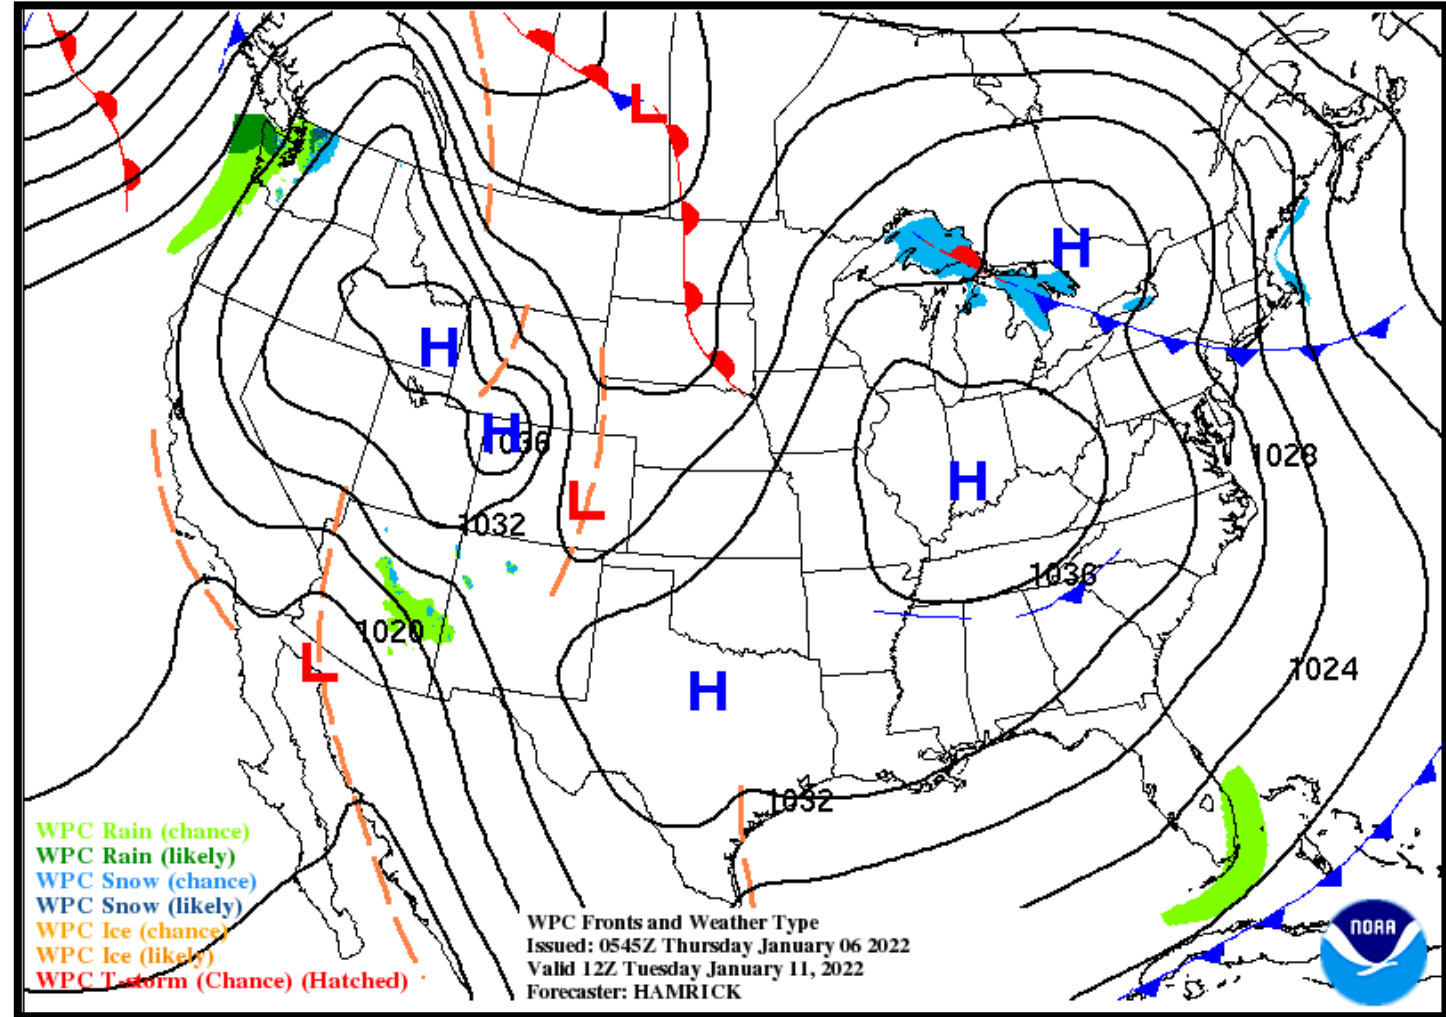 L
H
H
H
1036
1028
H
L
1032
1036
1020
L
1024
H
1032
WPC Rain (chance)
WPC Rain (likely)
WPC Snow (chance)
WPC Snow (likely)
WPC Ice (chance)
WPC Ice (likely)
WPC T-storm (Chance) (Hatched)
WPC Fronts and Weather Type
Issued: 0545Z Thursday January 06 2022
Valid 12Z Tuesday January 11, 2022
Forecaster: HAMRICK
NOAA